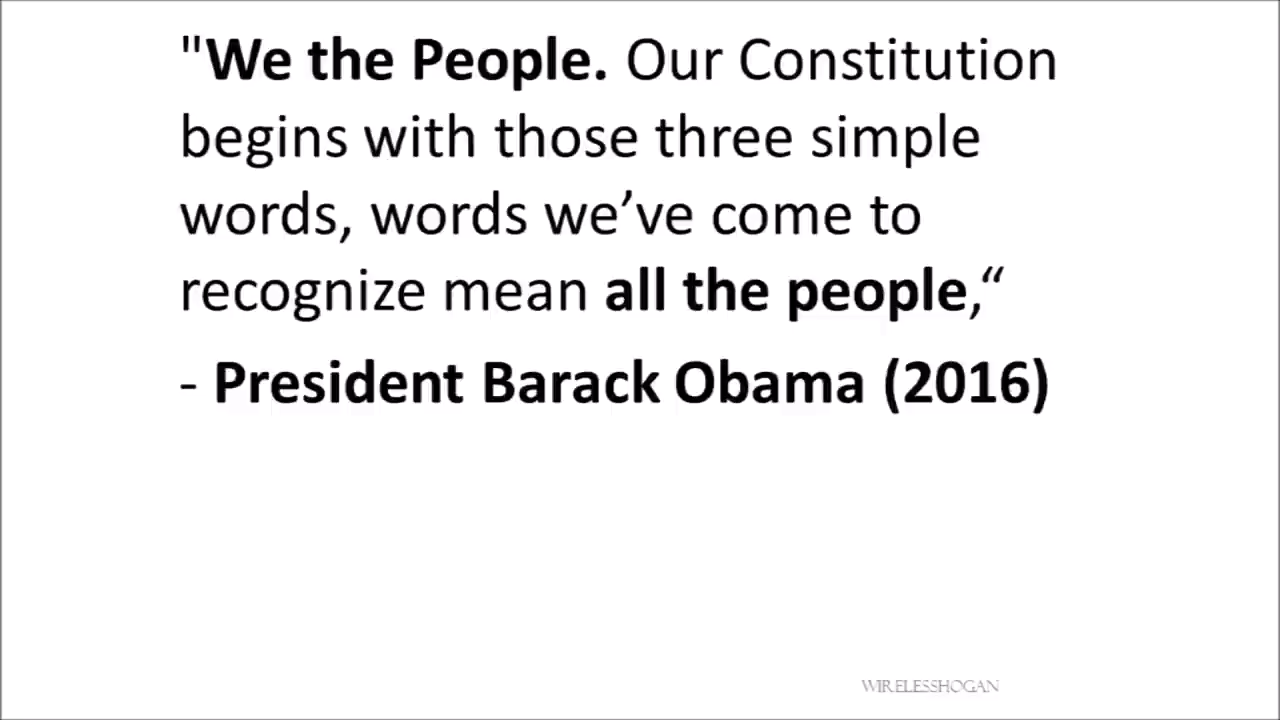 "We the People. Our Constitution
begins with those three simple
words, words we’ve come to
recognize mean all the people,“
- President Barack Obama (2016)
WIRELESSHOGAN